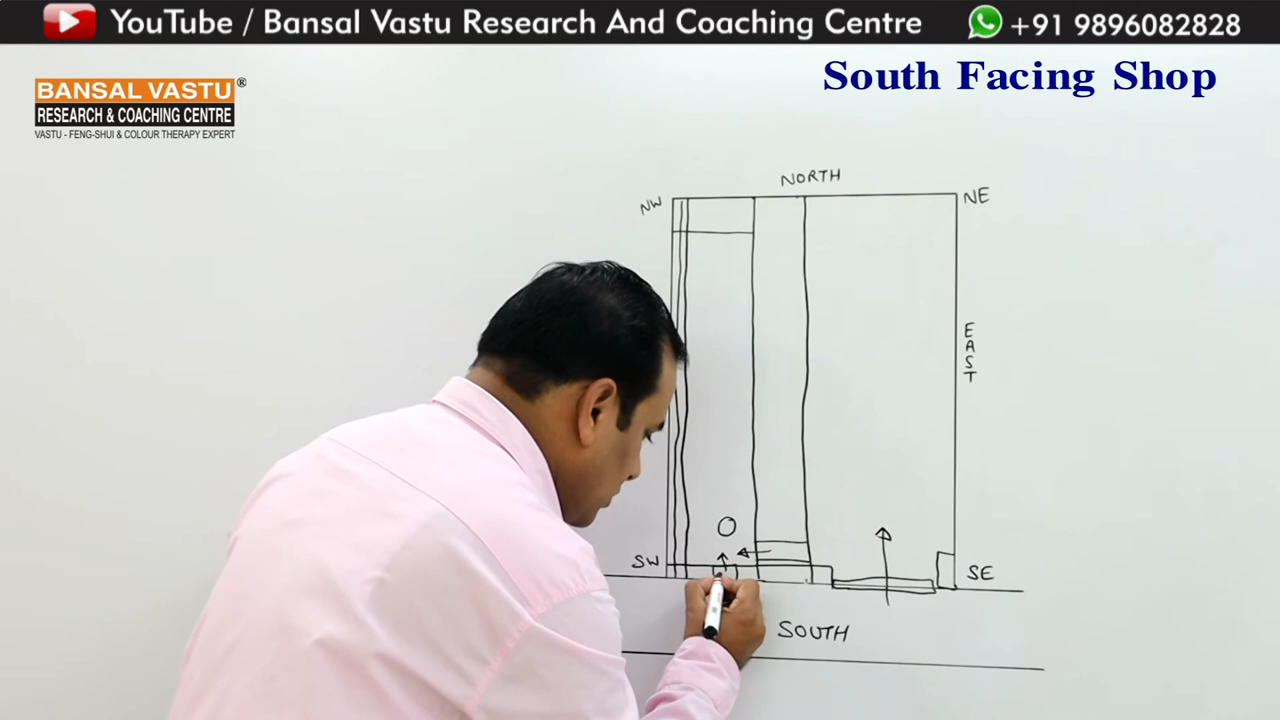 YouTube / Bansal Vastu Research And Coaching Centre +91 9896082828
South Facing Shop
BANSAL VASTU®
RESEARCH & COACHING CENTRE
VASTU - FENG-SHUI & COLOUR THERAPY EXPERT
NORTH
NW
NE
EAST
SW
SE
SOUTH